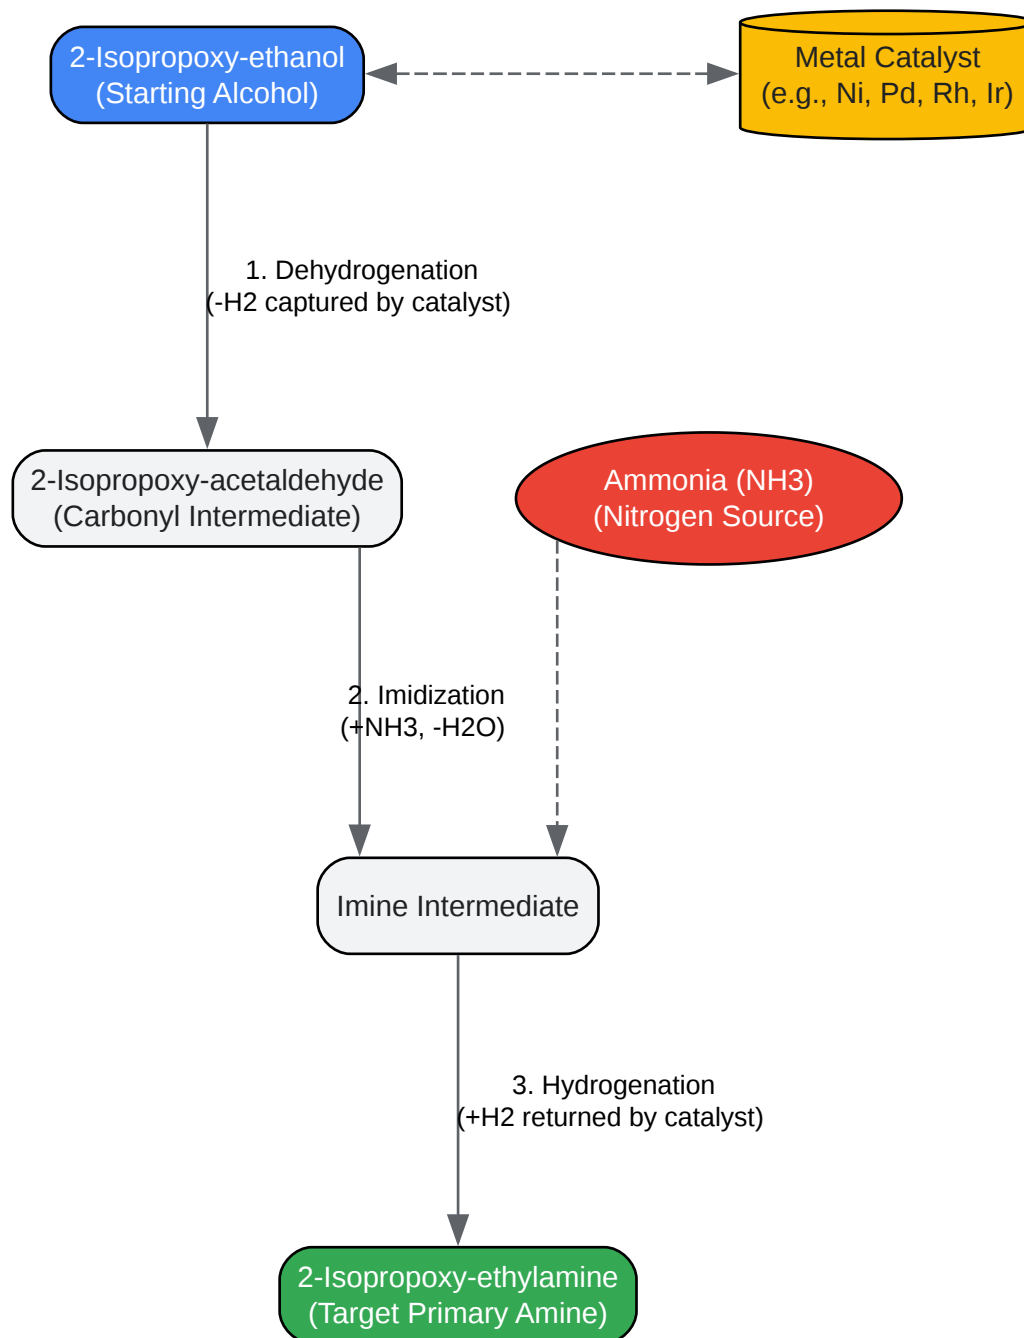 2-Isopropoxy-ethanol
(Starting Alcohol)
Metal Catalyst
(e.g., Ni, Pd, Rh, Ir)
1. Dehydrogenation
(-H2 captured by catalyst)
2-Isopropoxy-acetaldehyde
(Carbonyl Intermediate)
Ammonia (NH3)
(Nitrogen Source)
2. Imidization
(+NH3, -H2O)
Imine Intermediate
3. Hydrogenation
(+H2 returned by catalyst)
2-Isopropoxy-ethylamine
(Target Primary Amine)